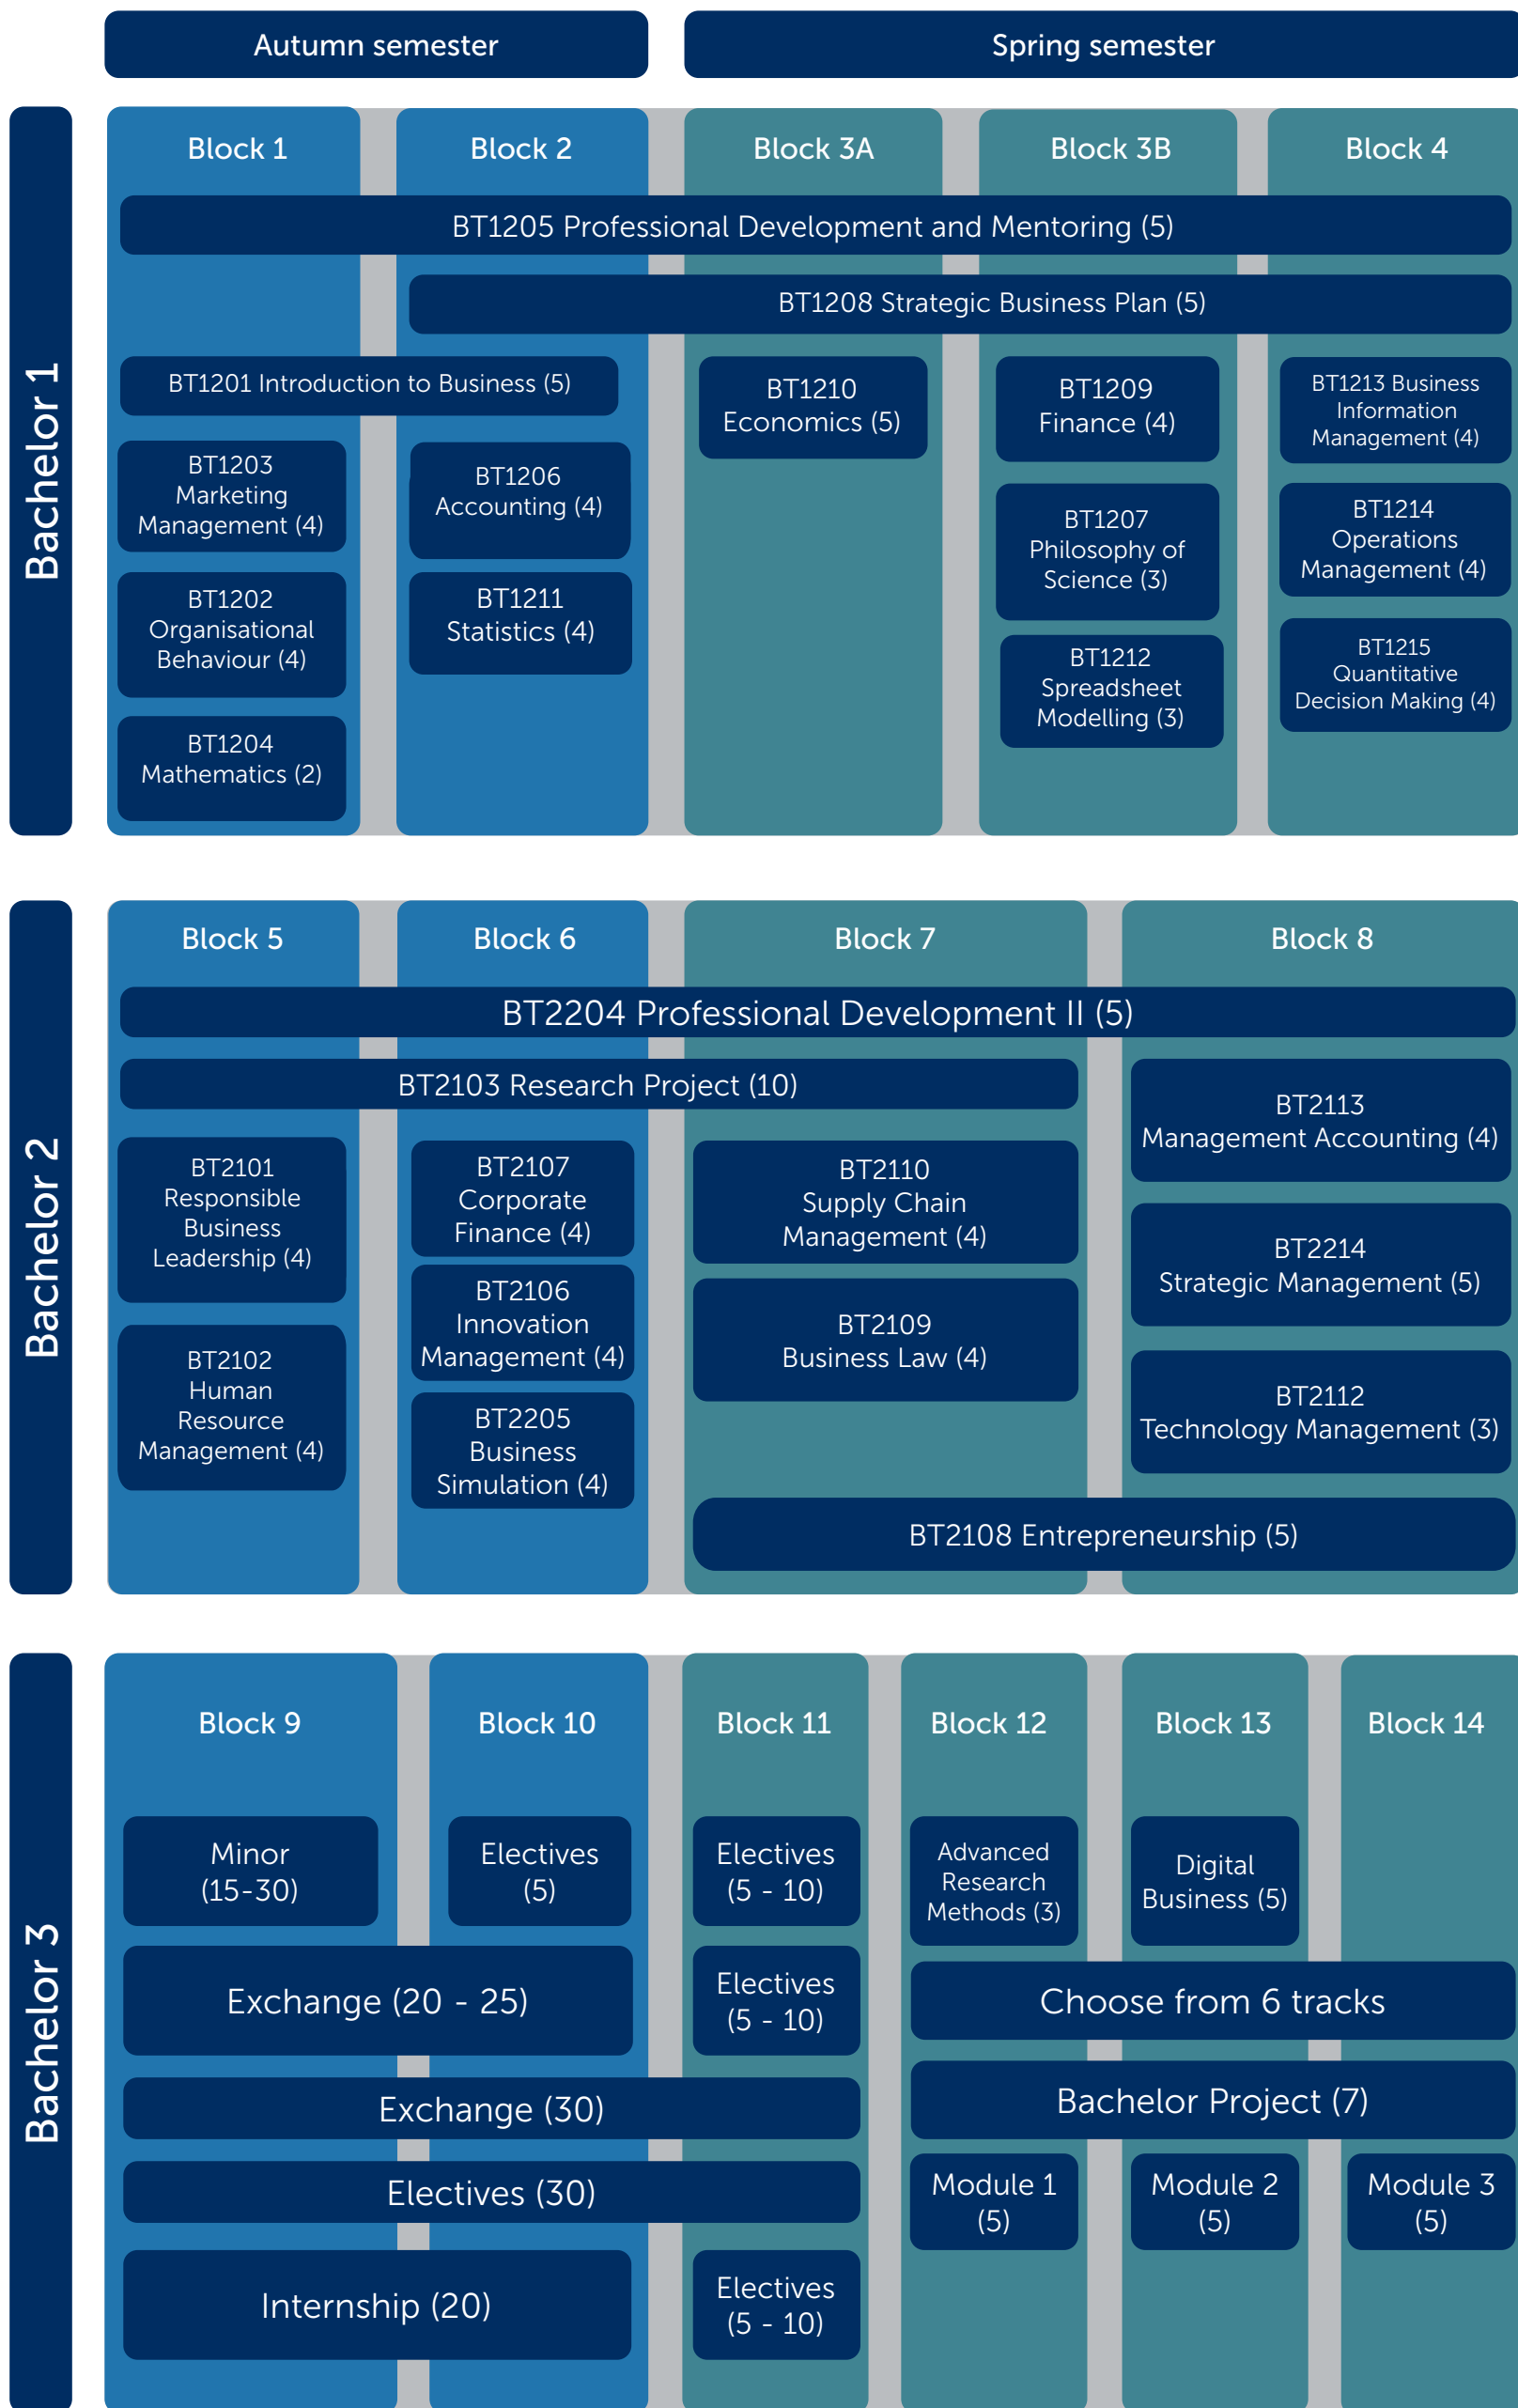 Autumn semester
Spring semester
Bachelor 1
Block 1
Block 2
Block 3A
Block 3B
Block 4
BT1205 Professional Development and Mentoring (5)
BT1208 Strategic Business Plan (5)
BT1201 Introduction to Business (5)
BT1203
Marketing
Management (4)
BT1202
Organisational
Behaviour (4)
BT1204
Mathematics (2)
BT1206
Accounting (4)
BT1211
Statistics (4)
BT1210
Economics (5)
BT1209
Finance (4)
BT1207
Philosophy of
Science (3)
BT1212
Spreadsheet
Modelling (3)
BT1213 Business
Information
Management (4)
BT1214
Operations
Management (4)
BT1215
Quantitative
Decision Making (4)
Bachelor 2
Block 5
Block 6
Block 7
Block 8
BT2204 Professional Development II (5)
BT2103 Research Project (10)
BT2101
Responsible
Business
Leadership (4)
BT2102
Human
Resource
Management (4)
BT2107
Corporate
Finance (4)
BT2106
Innovation
Management (4)
BT2205
Business
Simulation (4)
BT2110
Supply Chain
Management (4)
BT2109
Business Law (4)
BT2113
Management Accounting (4)
BT2214
Strategic Management (5)
BT2112
Technology Management (3)
BT2108 Entrepreneurship (5)
Bachelor 3
Block 9
Block 10
Block 11
Block 12
Block 13
Block 14
Minor
(15-30)
Electives
(5)
Electives
(5 - 10)
Advanced
Research
Methods (3)
Digital
Business (5)
Exchange (20 - 25)
Electives
(5 - 10)
Choose from 6 tracks
Exchange (30)
Bachelor Project (7)
Electives (30)
Module 1
(5)
Module 2
(5)
Module 3
(5)
Internship (20)
Electives
(5 - 10)